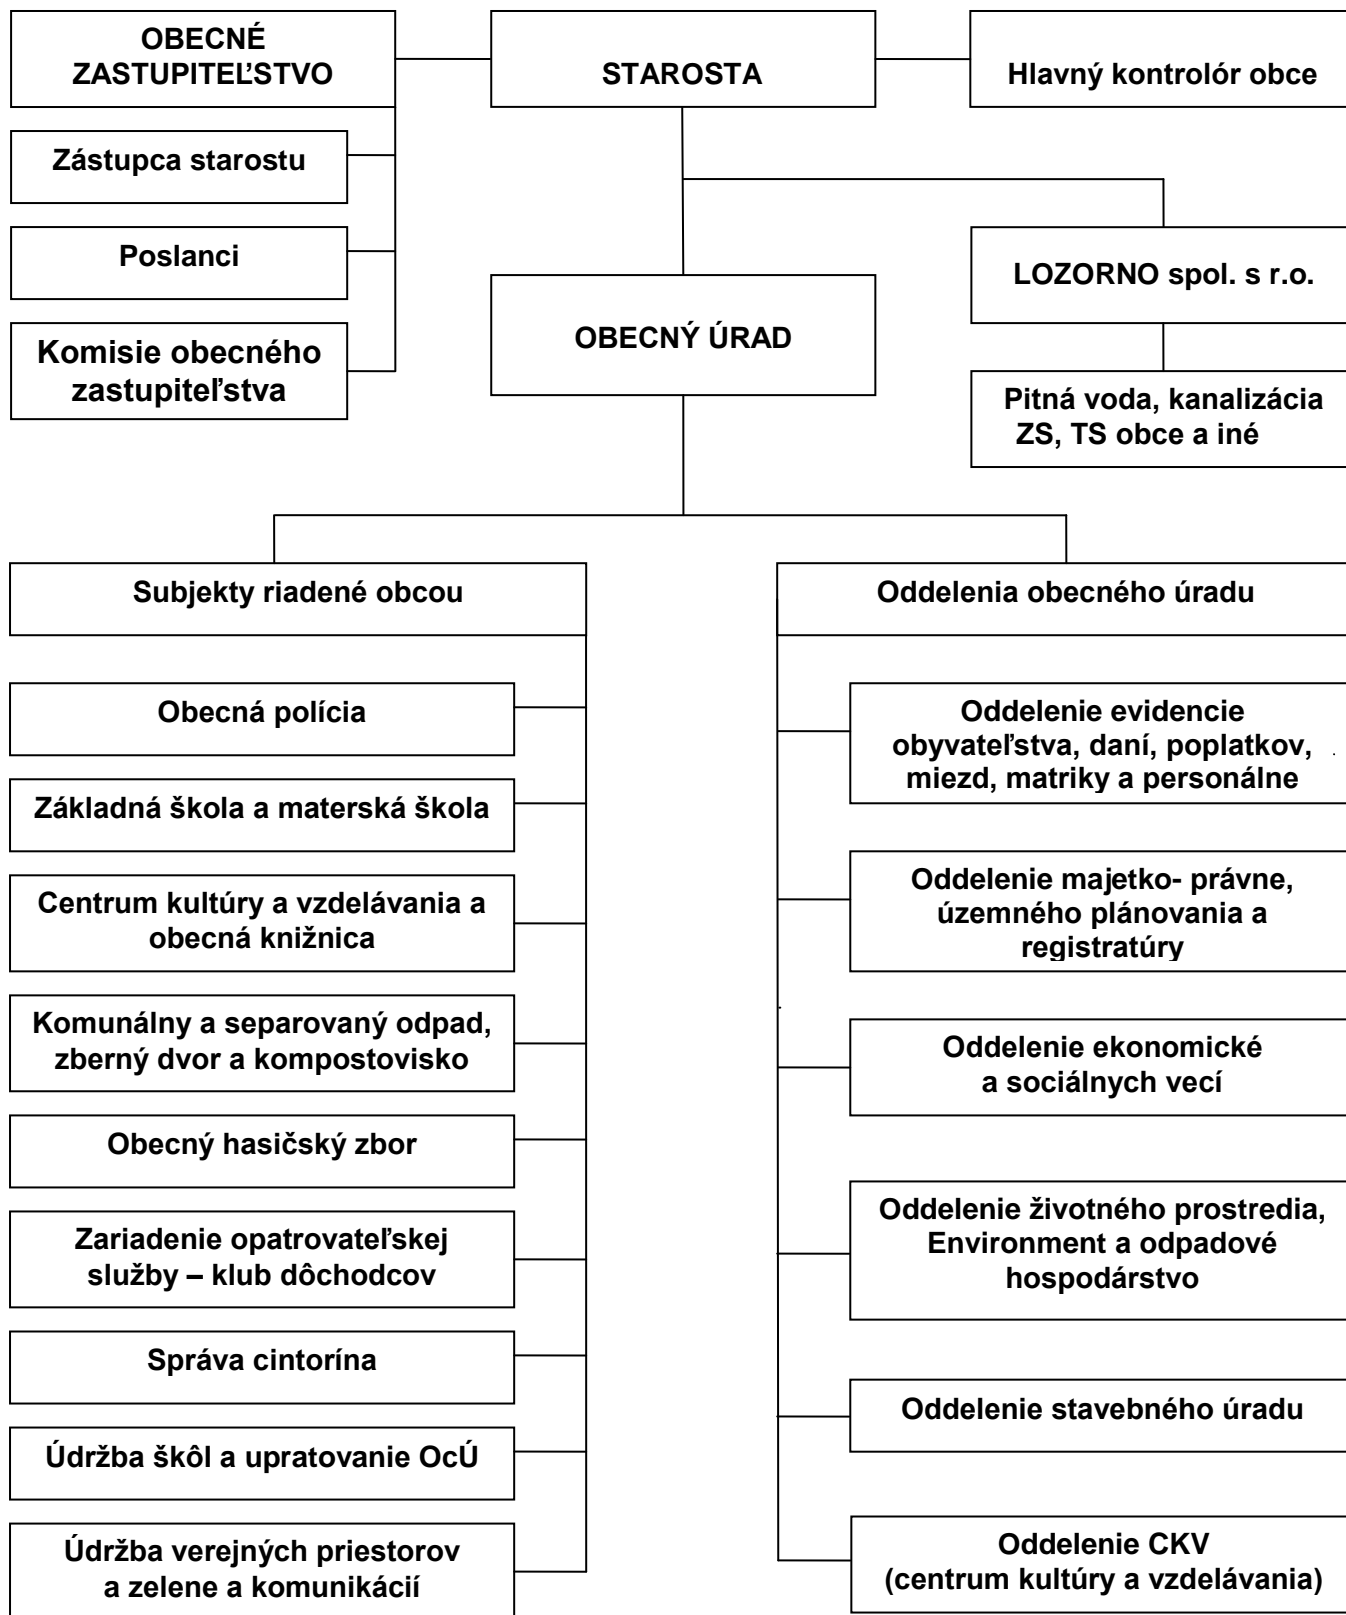 OBECNÉ
ZASTUPITEĽSTVO
STAROSTA
Hlavný kontrolór obce
Zástupca starostu
Poslanci
Komisie obecného
zastupiteľstva
OBECNÝ ÚRAD
LOZORNO spol. s r.o.
Pitná voda, kanalizácia
ZS, TS obce a iné
Subjekty riadené obcou
Obecná polícia
Základná škola a materská škola
Centrum kultúry a vzdelávania a
obecná knižnica
Komunálny a separovaný odpad,
zberný dvor a kompostovisko
Obecný hasičský zbor
Zariadenie opatrovateľskej
služby – klub dôchodcov
Správa cintorína
Údržba škôl a upratovanie OcÚ
Údržba verejných priestorov
a zelene a komunikácií
Oddelenia obecného úradu
Oddelenie evidencie
obyvateľstva, daní, poplatkov,
miezd, matriky a personálne
Oddelenie majetko- právne,
územného plánovania a
registratúry
Oddelenie ekonomické
a sociálnych vecí
Oddelenie životného prostredia,
Environment a odpadové
hospodárstvo
Oddelenie stavebného úradu
Oddelenie CKV
(centrum kultúry a vzdelávania)